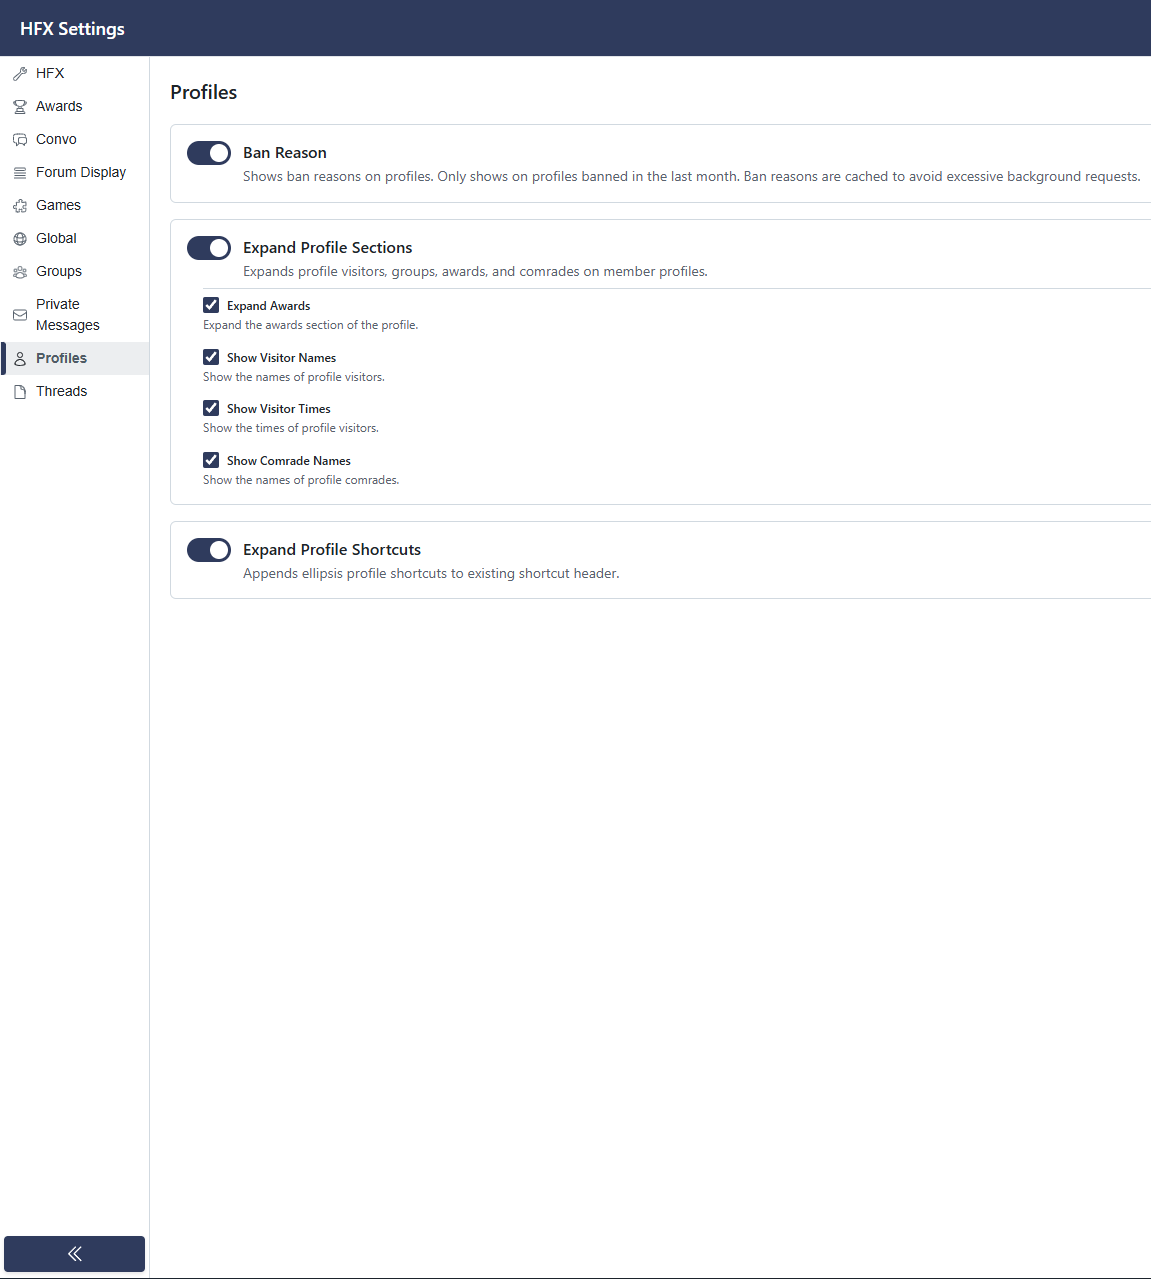 HFX Settings
HFX
Awards
Convo
Forum Display
Games
Global
Groups
Private
Messages
Profiles
Threads
Profiles
Ban Reason
Shows ban reasons on profiles. Only shows on profiles banned in the last month. Ban reasons are cached to avoid excessive background requests.
Expand Profile Sections
Expands profile visitors, groups, awards, and comrades on member profiles.
Expand Awards
Expand the awards section of the profile.
Show Visitor Names
Show the names of profile visitors.
Show Visitor Times
Show the times of profile visitors.
Show Comrade Names
Show the names of profile comrades.
Expand Profile Shortcuts
Appends ellipsis profile shortcuts to existing shortcut header.